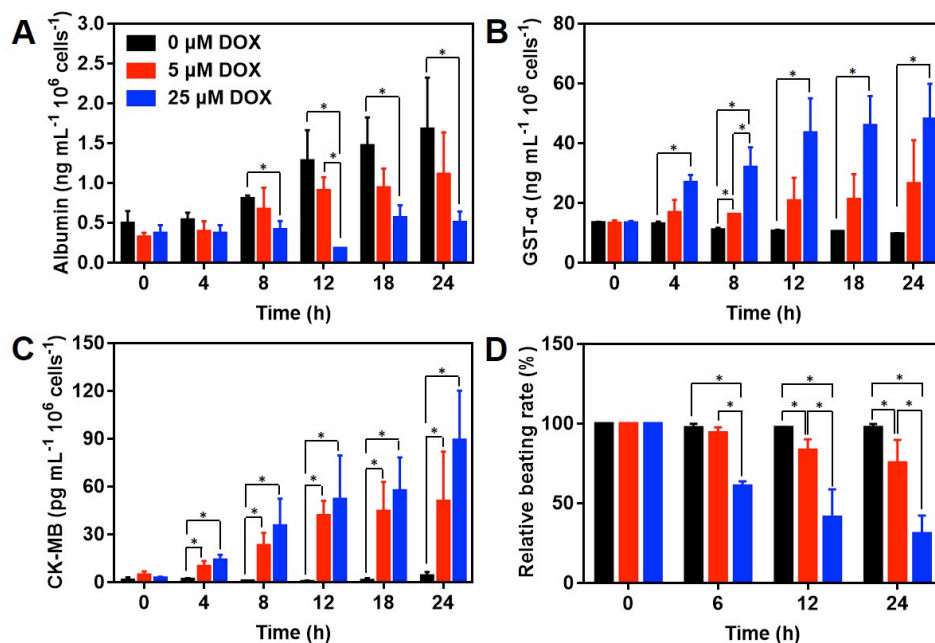 A
Albumin (ng mL⁻¹ 10⁶ cells⁻¹)
3.0
2.5
2.0
1.5
1.0
0.5
0.0
0 µM DOX
5 µM DOX
25 µM DOX
* * * * *
0 4 8 12 18 24
Time (h)
B
GST-α (ng mL⁻¹ 10⁶ cells⁻¹)
80
60
40
20
0
* * * * * * *
0 4 8 12 18 24
Time (h)
C
CK-MB (pg mL⁻¹ 10⁶ cells⁻¹)
150
120
90
60
30
0
* * * * * * * * * *
0 4 8 12 18 24
Time (h)
D
Relative beating rate (%)
150
100
50
0
* * * * * * * *
0 6 12 24
Time (h)